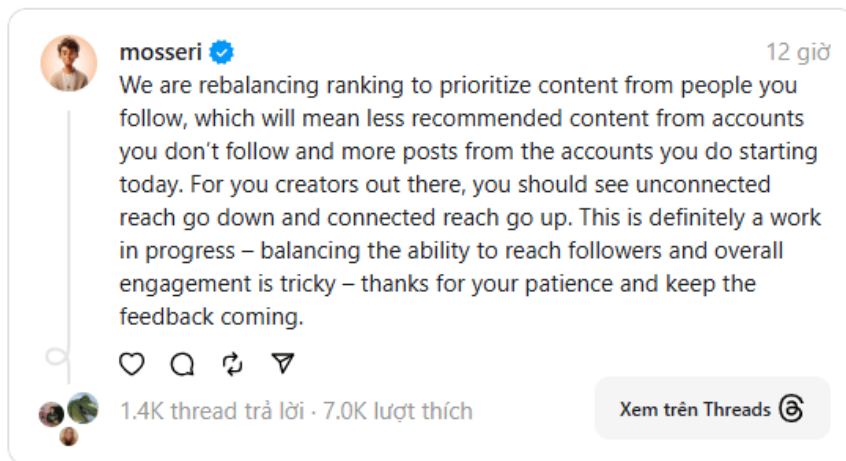 mosseri
12 giờ
We are rebalancing ranking to prioritize content from people you
follow, which will mean less recommended content from accounts
you don’t follow and more posts from the accounts you do starting
today. For you creators out there, you should see unconnected
reach go down and connected reach go up. This is definitely a work
in progress – balancing the ability to reach followers and overall
engagement is tricky – thanks for your patience and keep the
feedback coming.
1.4K thread trả lời · 7.0K lượt thích
Xem trên Threads